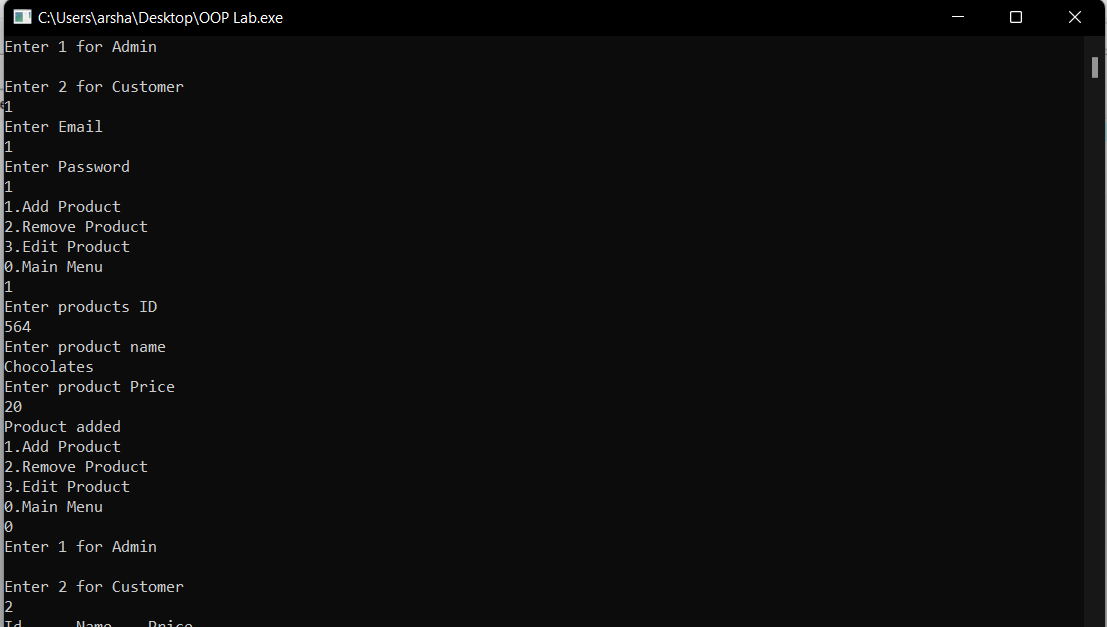 C:\Users\arsha\Desktop\OOP Lab.exe
Enter 1 for Admin
Enter 2 for Customer
1
Enter Email
1
Enter Password
1
1.Add Product
2.Remove Product
3.Edit Product
0.Main Menu
1
Enter products ID
564
Enter product name
Chocolates
Enter product Price
20
Product added
1.Add Product
2.Remove Product
3.Edit Product
0.Main Menu
0
Enter 1 for Admin
Enter 2 for Customer
2
Id Name Price